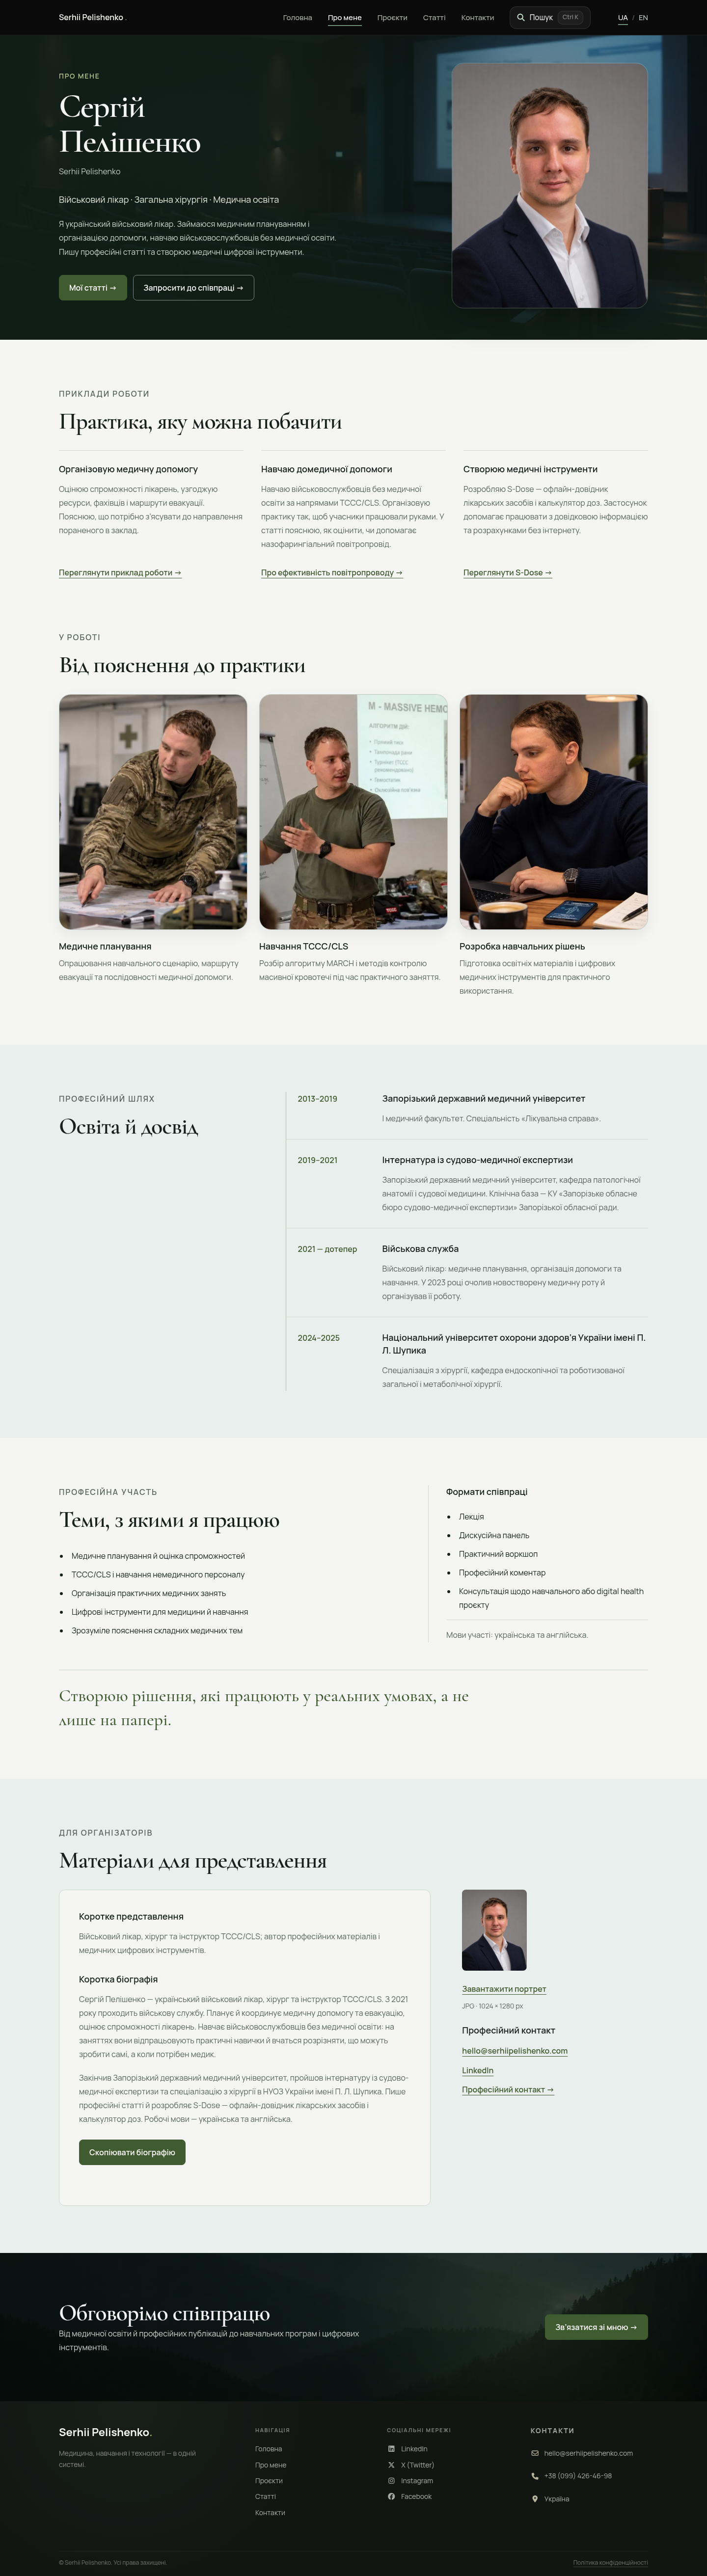 Serhii Pelishenko.
Головна
Про мене
Проєкти
Статті
Контакти
Пошук
Ctrl K
UA / EN
ПРО МЕНЕ
Сергій
Пелішенко
Serhii Pelishenko
Військовий лікар · Загальна хірургія · Медична освіта
Я український військовий лікар. Займаюся медичним плануванням і
організацією допомоги, навчаю військовослужбовців без медичної освіти.
Пишу професійні статті та створюю медичні цифрові інструменти.
Мої статті →
Запросити до співпраці →
ПРИКЛАДИ РОБОТИ
Практика, яку можна побачити
Організовую медичну допомогу
Оцінюю спроможності лікарень, узгоджую
ресурси, фахівців і маршрути евакуації.
Пояснюю, що потрібно з'ясувати до направлення
пораненого в заклад.
Переглянути приклад роботи →
Навчаю домедичної допомоги
Навчаю військовослужбовців без медичної
освіти за напрямами TCCC/CLS. Організовую
практику так, щоб учасники працювали руками. У
статті пояснюю, як оцінити, чи допомагає
назофарингіальний повітропровід.
Про ефективність повітропроводу →
Створюю медичні інструменти
Розробляю S-Dose — офлайн-довідник
лікарських засобів і калькулятор доз. Застосунок
допомагає працювати з довідковою інформацією
та розрахунками без інтернету.
Переглянути S-Dose →
У РОБОТІ
Від пояснення до практики
M - MASSIVE HEMO
АЛГОРИТМ ДІЙ:
Медичне планування
Опрацювання навчального сценарію, маршруту
евакуації та послідовності медичної допомоги.
Навчання TCCC/CLS
Розбір алгоритму MARCH і методів контролю
масивної кровотечі під час практичного заняття.
Розробка навчальних рішень
Підготовка освітніх матеріалів і цифрових
медичних інструментів для практичного
використання.
ПРОФЕСІЙНИЙ ШЛЯХ
Освіта й досвід
2013–2019
Запорізький державний медичний університет
І медичний факультет. Спеціальність «Лікувальна справа».
2019–2021
Інтернатура із судово-медичної експертизи
Запорізький державний медичний університет, кафедра патологічної
анатомії і судової медицини. Клінічна база — КУ «Запорізьке обласне
бюро судово-медичної експертизи» Запорізької обласної ради.
2021 — дотепер
Військова служба
Військовий лікар: медичне планування, організація допомоги та
навчання. У 2023 році очолив новостворену медичну роту й
організував її роботу.
2024–2025
Національний університет охорони здоров'я України імені П.
Л. Шупика
Спеціалізація з хірургії, кафедра ендоскопічної та роботизованої
загальної і метаболічної хірургії.
ПРОФЕСІЙНА УЧАСТЬ
Теми, з якими я працюю
Медичне планування й оцінка спроможностей
TCCC/CLS і навчання немедичного персоналу
Організація практичних медичних занять
Цифрові інструменти для медицини й навчання
Зрозуміле пояснення складних медичних тем
Формати співпраці
Лекція
Дискусійна панель
Практичний воркшоп
Професійний коментар
Консультація щодо навчального або digital health
проєкту
Мови участі: українська та англійська.
Створюю рішення, які працюють у реальних умовах, а не
лише на папері.
ДЛЯ ОРГАНІЗАТОРІВ
Матеріали для представлення
Коротке представлення
Військовий лікар, хірург та інструктор TCCC/CLS; автор професійних матеріалів і
медичних цифрових інструментів.
Коротка біографія
Сергій Пелішенко — український військовий лікар, хірург та інструктор TCCC/CLS. З 2021
року проходить військову службу. Планує й координує медичну допомогу та евакуацію,
оцінює спроможності лікарень. Навчає військовослужбовців без медичної освіти: на
заняттях вони відпрацьовують практичні навички й вчаться розрізняти, що можуть
зробити самі, а коли потрібен медик.
Закінчив Запорізький державний медичний університет, пройшов інтернатуру із судово-
медичної експертизи та спеціалізацію з хірургії в НУОЗ України імені П. Л. Шупика. Пише
професійні статті й розробляє S-Dose — офлайн-довідник лікарських засобів і
калькулятор доз. Робочі мови — українська та англійська.
Скопіювати біографію
Завантажити портрет
JPG · 1024 × 1280 px
Професійний контакт
hello@serhiipelishenko.com
LinkedIn
Професійний контакт →
Обговорімо співпрацю
Від медичної освіти й професійних публікацій до навчальних програм і цифрових
інструментів.
Зв'язатися зі мною →
Serhii Pelishenko.
Медицина, навчання і технології — в одній
системі.
НАВІГАЦІЯ
Головна
Про мене
Проєкти
Статті
Контакти
СОЦІАЛЬНІ МЕРЕЖІ
LinkedIn
X (Twitter)
Instagram
Facebook
КОНТАКТИ
hello@serhiipelishenko.com
+38 (099) 426-46-98
Україна
© Serhii Pelishenko. Усі права захищені
Політика конфіденційності